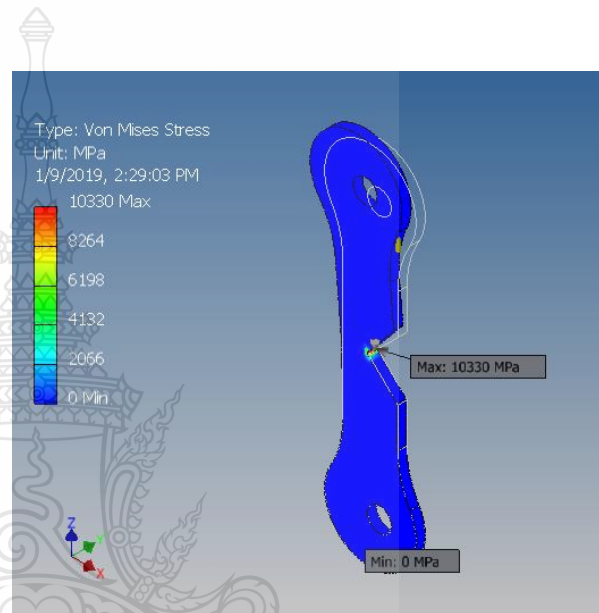 Type: Von Mises Stress
Unit: MPa
1/9/2019, 2:29:03 PM
10330 Max
8264
6198
4132
2066
0 Min
Max: 10330 MPa
Min: 0 MPa
Z
Y
X